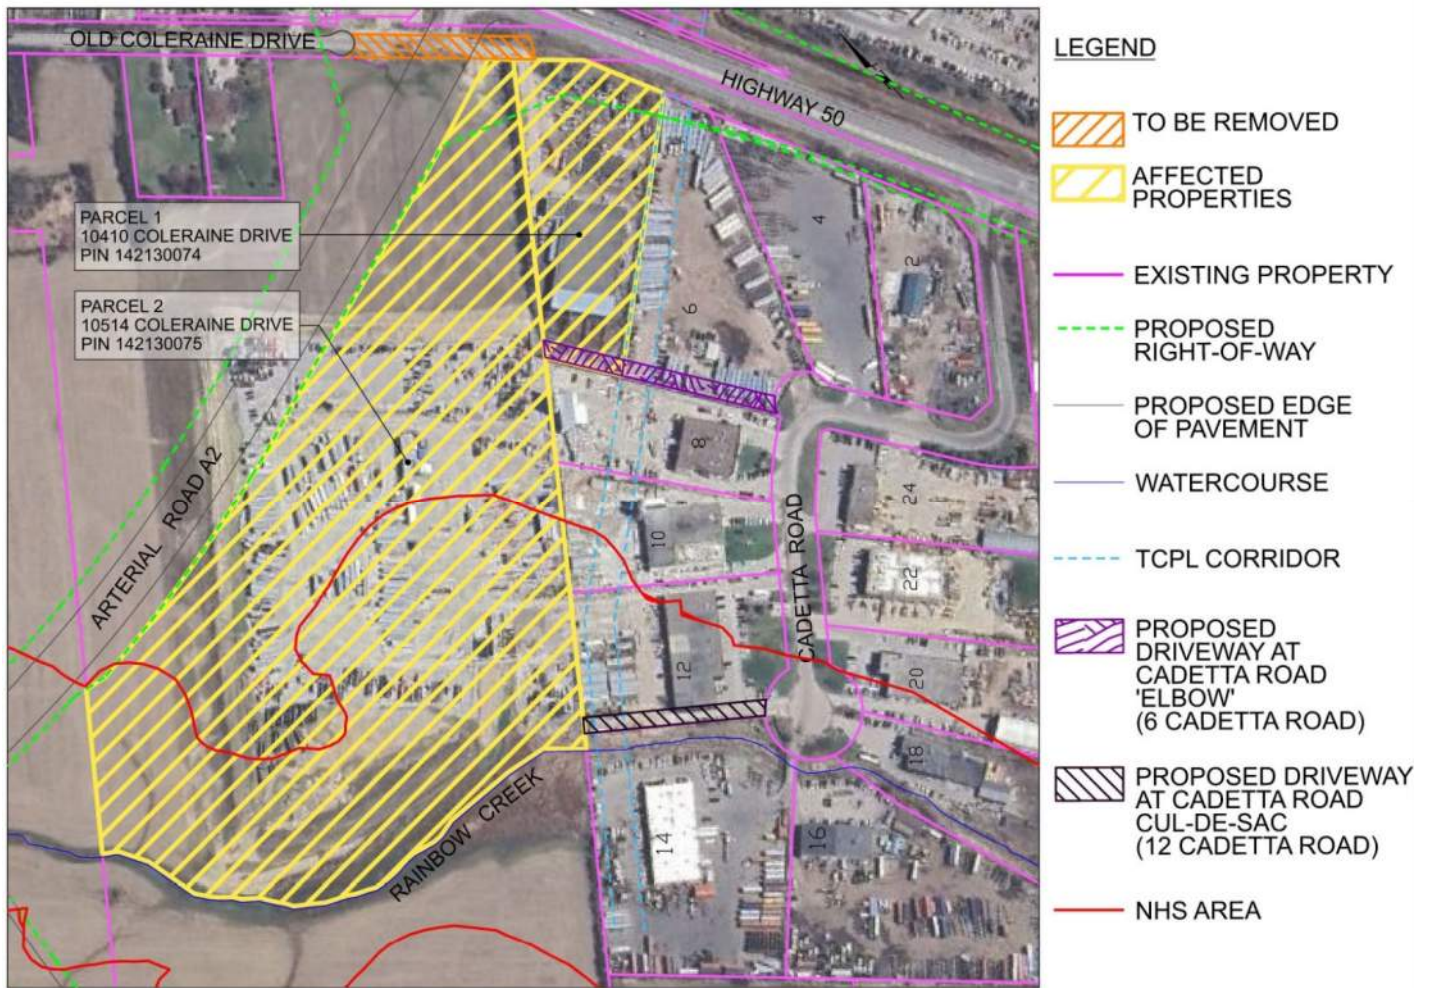 OLD COLERAINE DRIVE
HIGHWAY 50
PARCEL 1
10410 COLERAINE DRIVE
PIN 142130074
PARCEL 2
10514 COLERAINE DRIVE
PIN 142130075
ARTERIAL ROAD A2
RAINBOW CREEK
CADETTA ROAD
2
4
6
8
10
12
14
16
18
20
22
24
LEGEND
TO BE REMOVED
AFFECTED
PROPERTIES
EXISTING PROPERTY
PROPOSED
RIGHT-OF-WAY
PROPOSED EDGE
OF PAVEMENT
WATERCOURSE
TCPL CORRIDOR
PROPOSED
DRIVEWAY AT
CADETTA ROAD
'ELBOW'
(6 CADETTA ROAD)
PROPOSED DRIVEWAY
AT CADETTA ROAD
CUL-DE-SAC
(12 CADETTA ROAD)
NHS AREA